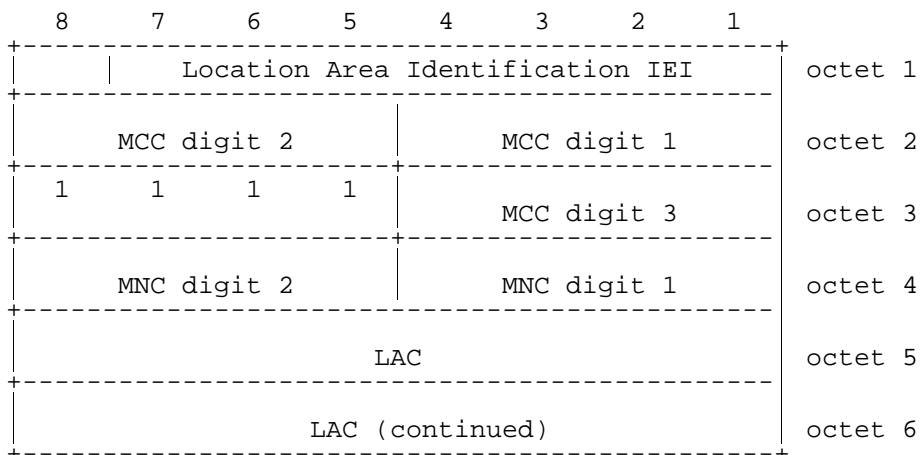 8 7 6 5 4 3 2 1
Location Area Identification IEI octet 1
MCC digit 2 MCC digit 1 octet 2
1 1 1 1
MCC digit 3 octet 3
MNC digit 2 MNC digit 1 octet 4
LAC octet 5
LAC (continued) octet 6